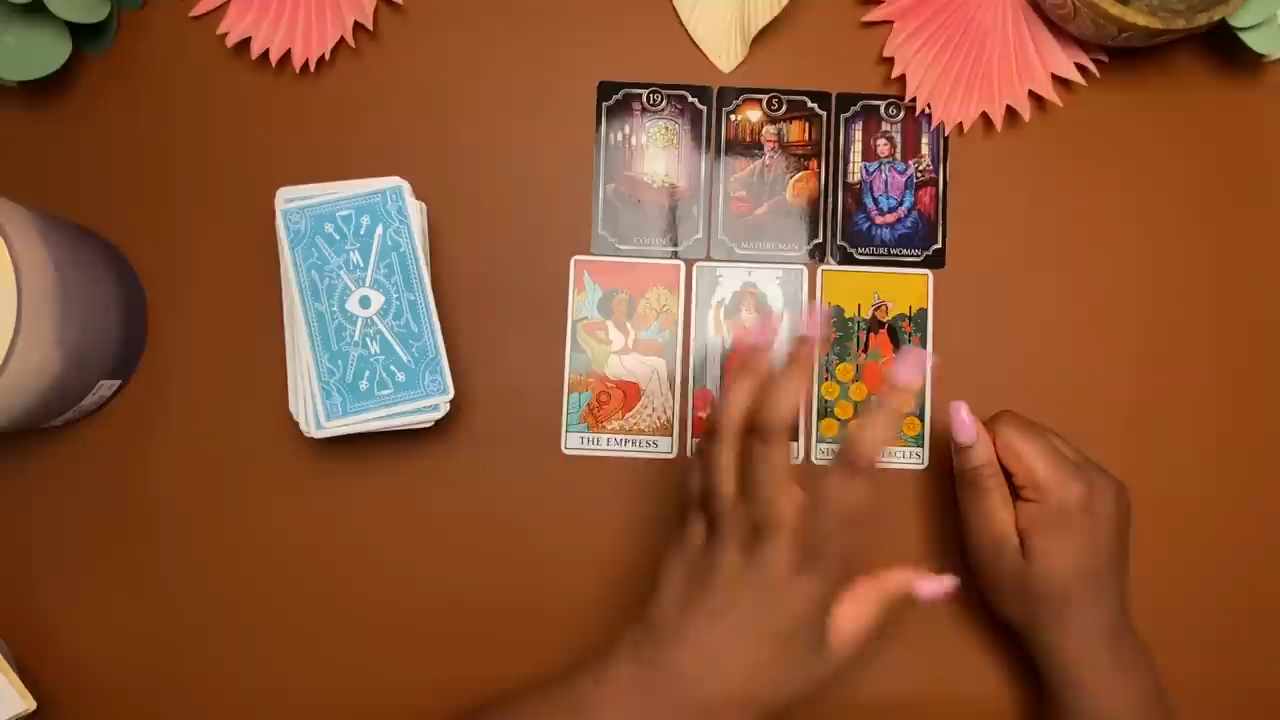 19
COFFIN
5
MATURE MAN
6
MATURE WOMAN
THE EMPRESS
M
W